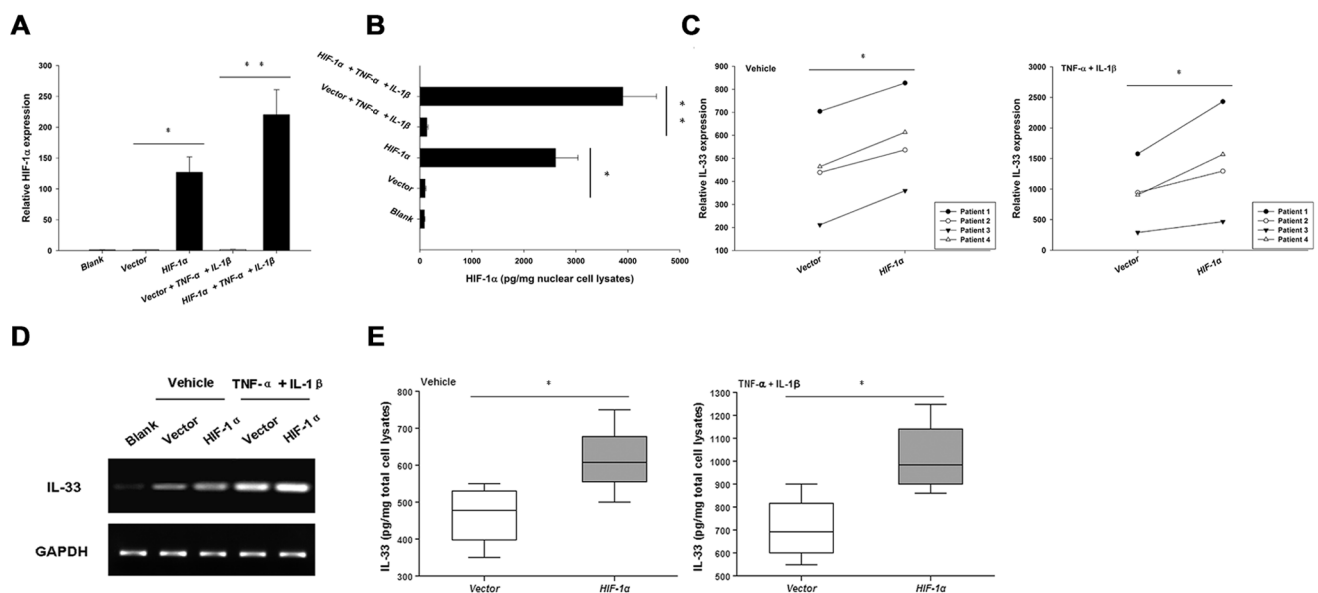 A
Relative HIF-1α expression
300
250
200
150
100
50
0
*
* *
Blank
Vector
HIF-1α
Vector + TNF-α + IL-1β
HIF-1α + TNF-α + IL-1β
B
HIF-1α + TNF-α + IL-1β
Vector + TNF-α + IL-1β
HIF-1α
Vector
Blank
*
*
*
0 1000 2000 3000 4000 5000
HIF-1α (pg/mg nuclear cell lysates)
C
Vehicle
*
Relative IL-33 expression
1000
900
800
700
600
500
400
300
200
100
Vector
HIF-1α
Patient 1
Patient 2
Patient 3
Patient 4
TNF-α + IL-1β
*
Relative IL-33 expression
3000
2500
2000
1500
1000
500
0
Vector
HIF-1α
Patient 1
Patient 2
Patient 3
Patient 4
D
Vehicle TNF-α + IL-1β
Blank
Vector
HIF-1α
Vector
HIF-1α
IL-33
GAPDH
E
Vehicle
*
IL-33 (pg/mg total cell lysates)
800
700
600
500
400
300
Vector
HIF-1α
TNF-α + IL-1β
*
IL-33 (pg/mg total cell lysates)
1300
1200
1100
1000
900
800
700
600
500
Vector
HIF-1α